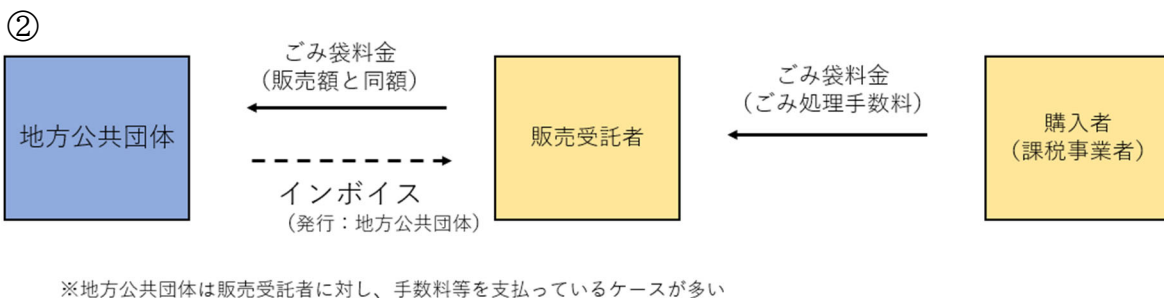 ②
ごみ袋料金
（販売額と同額）
ごみ袋料金
（ごみ処理手数料）
地方公共団体
販売受託者
購入者
（課税事業者）
インボイス
（発行：地方公共団体）
※地方公共団体は販売受託者に対し、手数料等を支払っているケースが多い